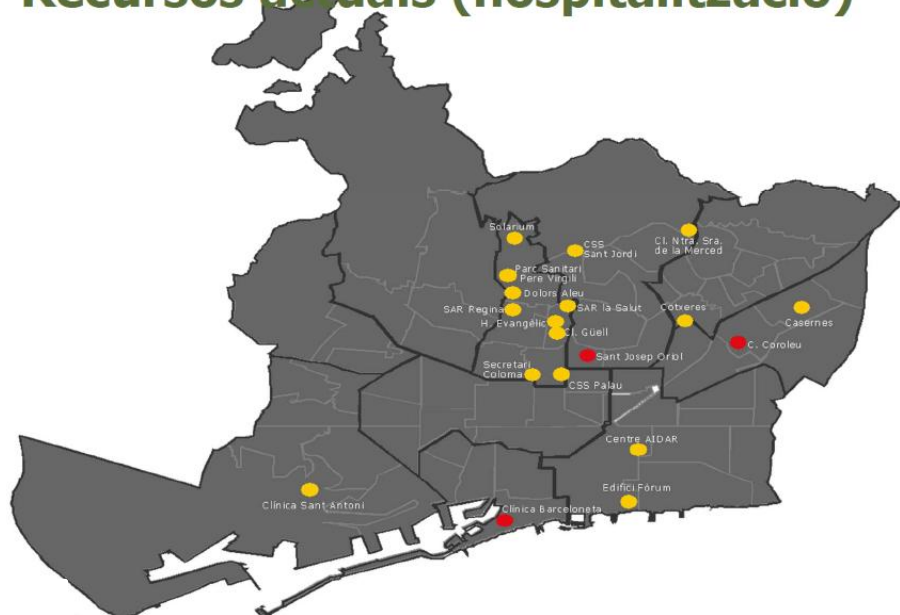 Recursos actuals (hospitalització)
Solarium
CSS
Sant Jordi
Cl. Ntra. Sra.
de la Merced
Parc Sanitari
Pere Virgili
Dolors Aleu
SAR Regina
SAR la Salut
H. Evangèlic
Cl. Güell
Cotxeres
Casernes
C. Coroleu
Sant Josep Oriol
Secretari
Coloma
CSS Palau
Centre AIDAR
Edifici Fòrum
Clínica Sant Antoni
Clínica Barceloneta